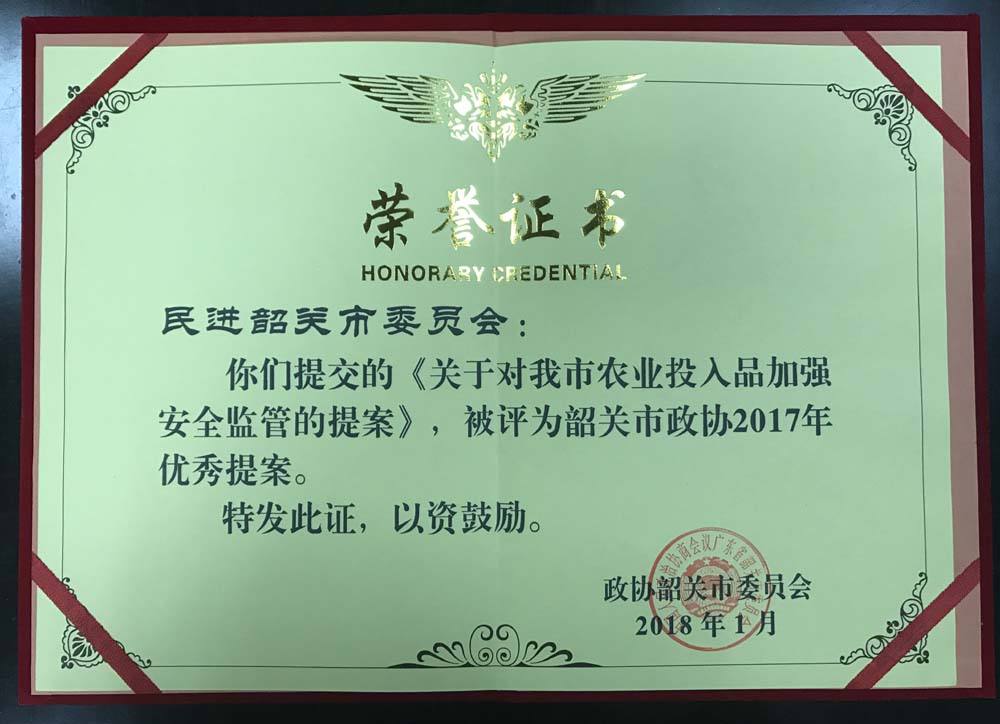 荣誉证书
HONORARY CREDENTIAL
民进韶关市委员会：
你们提交的《关于对我市农业投入品加强
安全监管的提案》，被评为韶关市政协2017年
优秀提案。
特发此证，以资鼓励。
政协韶关市委员会
2018年1月